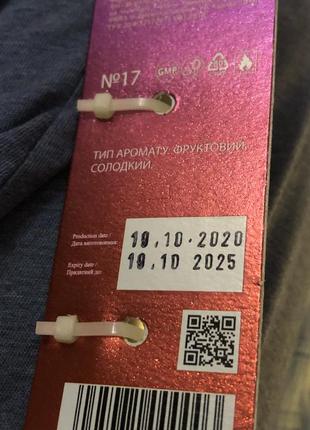 №17
GMP
ТИП АРОМАТУ: ФРУКТОВИЙ,
СОЛОДКИЙ.
Production date /
Дата виготовлення:
19.10.2020
Expiry date /
Придатний до:
19.10 2025